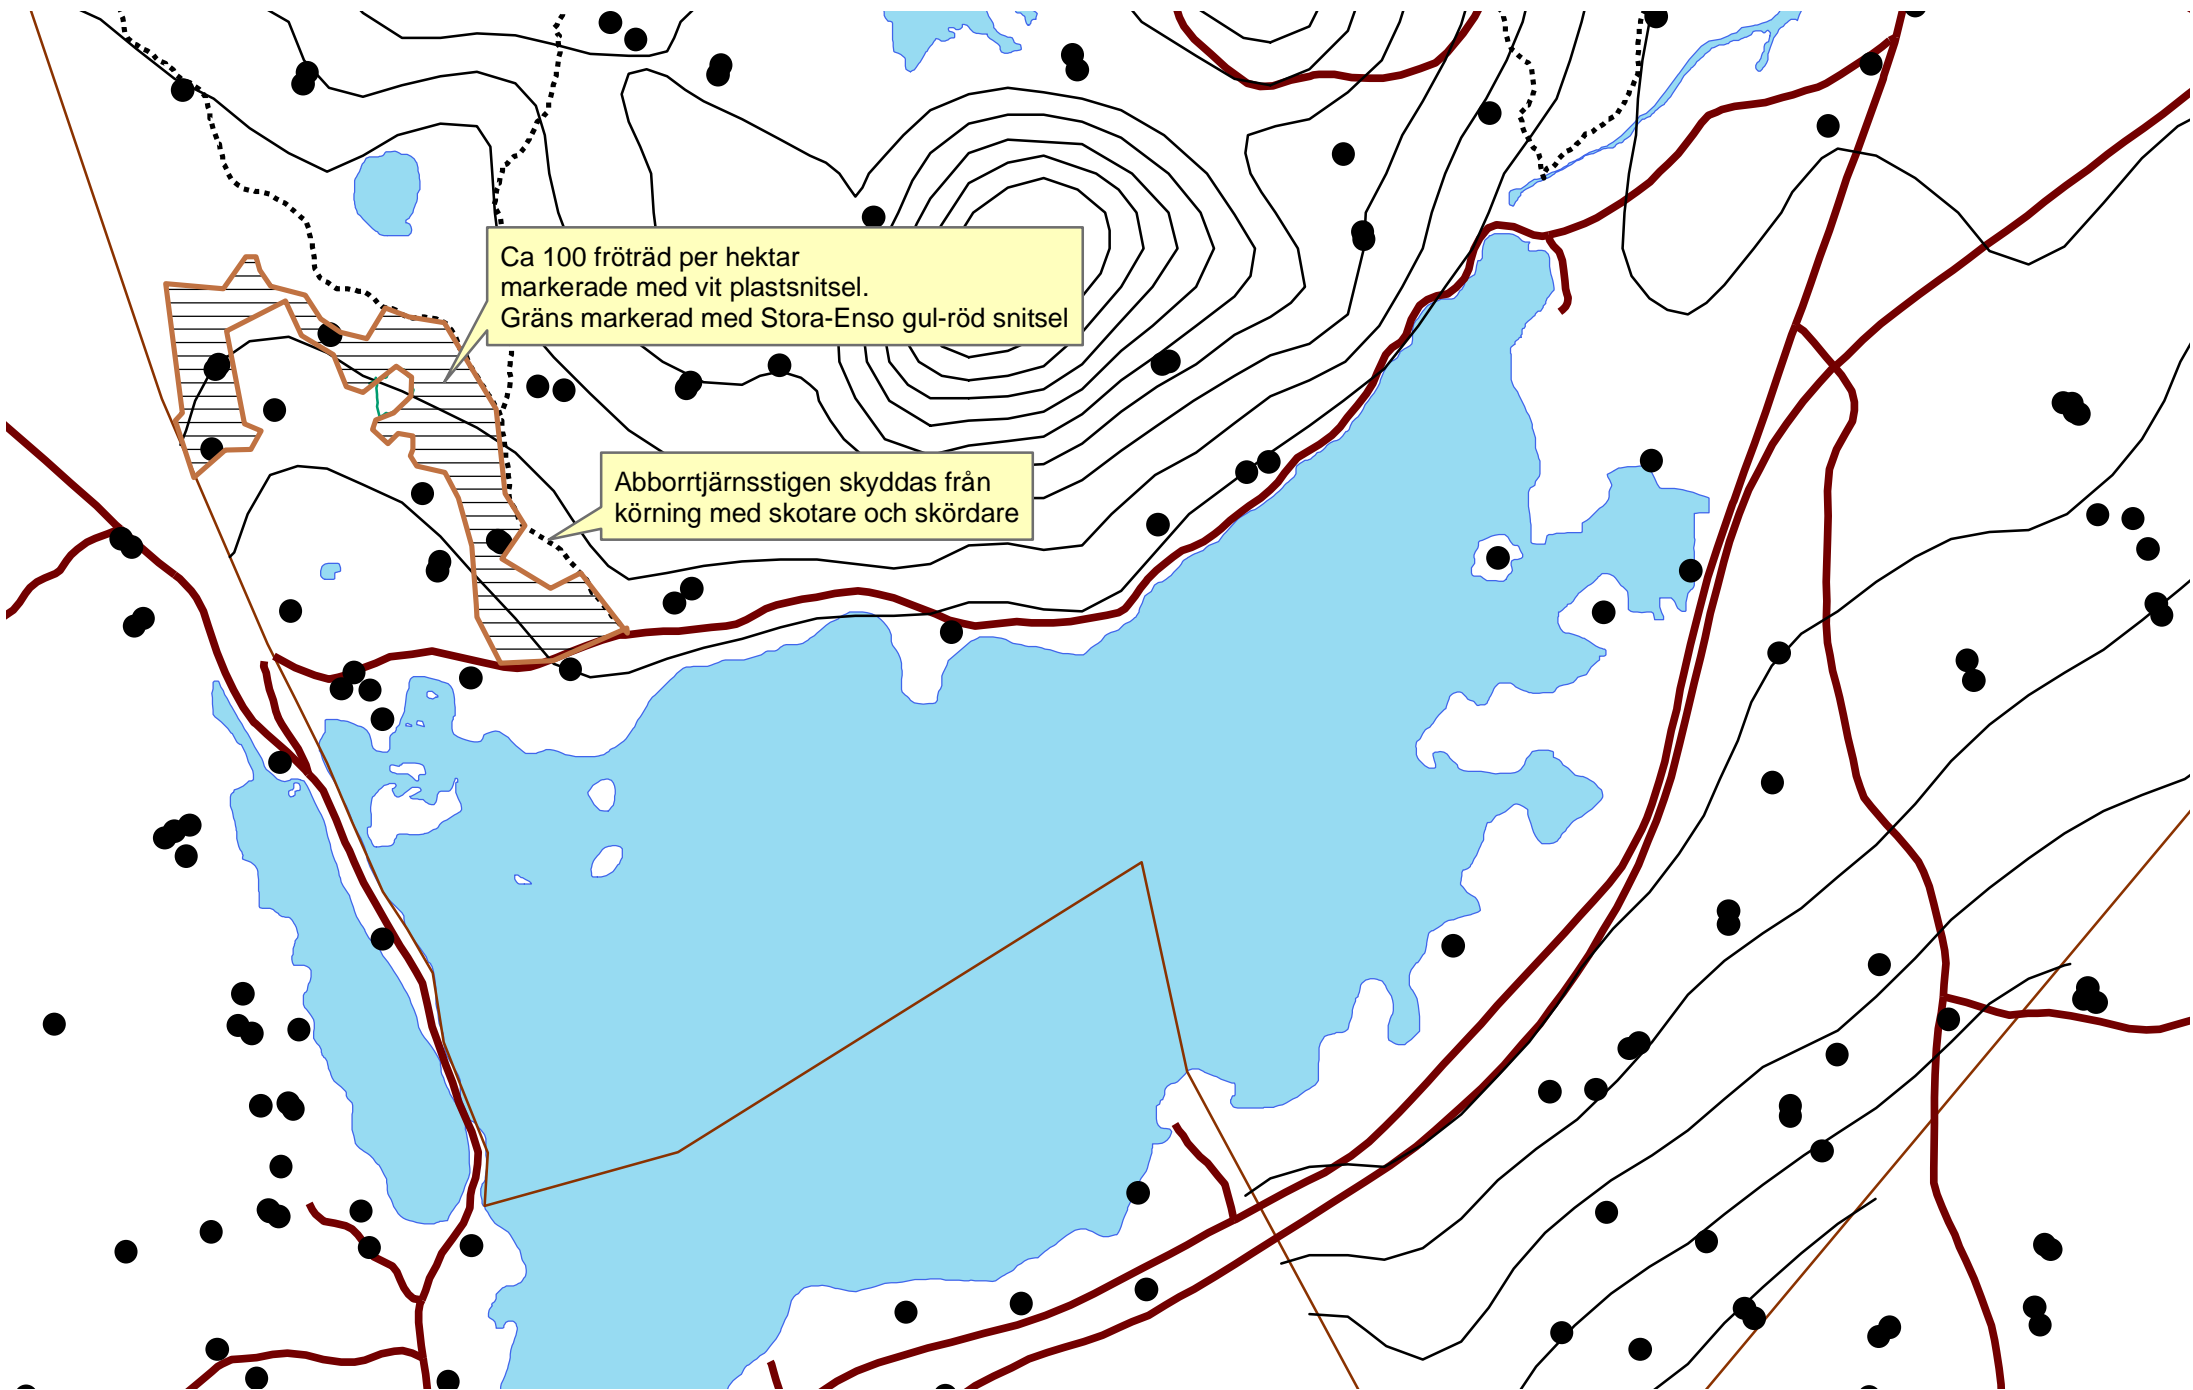 Ca 100 fröträd per hektar
markerade med vit plastsnitsel.
Gräns markerad med Stora-Enso gul-röd snitsel
Abborrtjärnsstigen skyddas från
körning med skotare och skördare